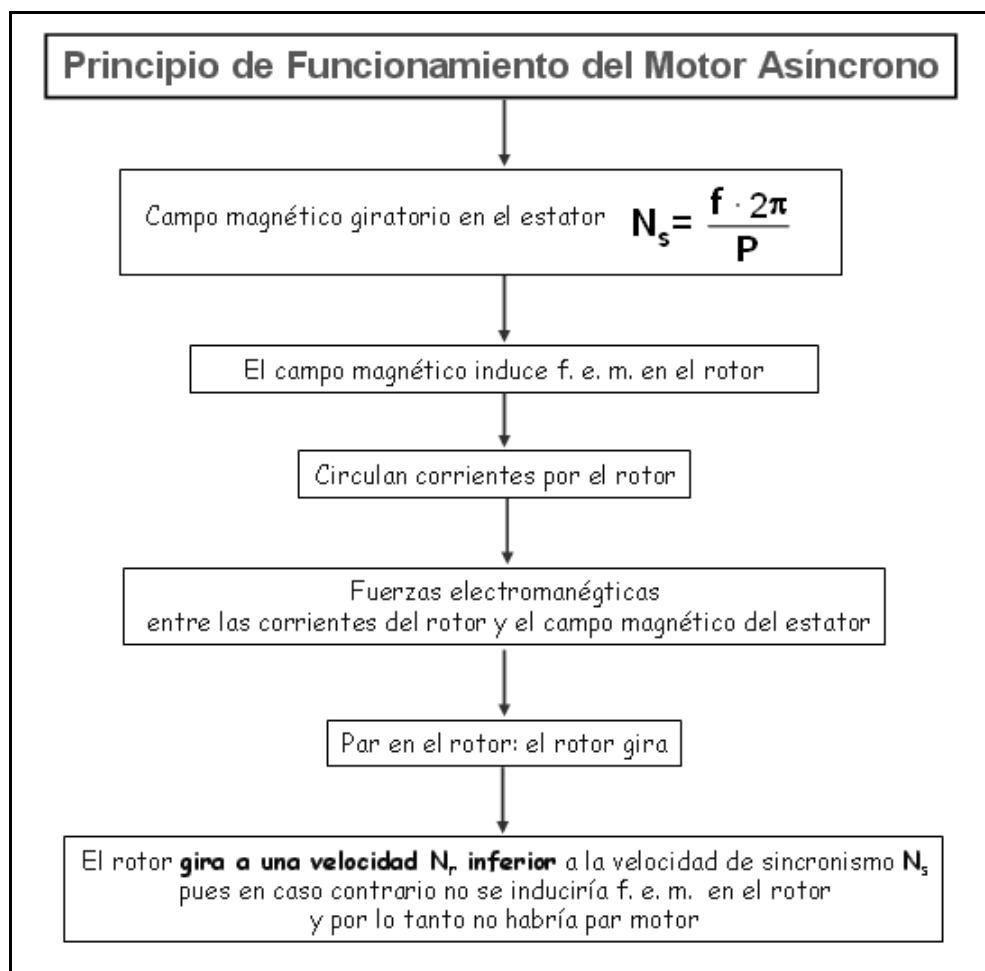 Principio de Funcionamiento del Motor Asíncrono
Campo magnético giratorio en el estator N_s = f · 2π / P
El campo magnético induce f. e. m. en el rotor
Circulan corrientes por el rotor
Fuerzas electromanégticas
entre las corrientes del rotor y el campo magnético del estator
Par en el rotor: el rotor gira
El rotor gira a una velocidad N_r inferior a la velocidad de sincronismo N_s
pues en caso contrario no se induciría f. e. m. en el rotor
y por lo tanto no habría par motor